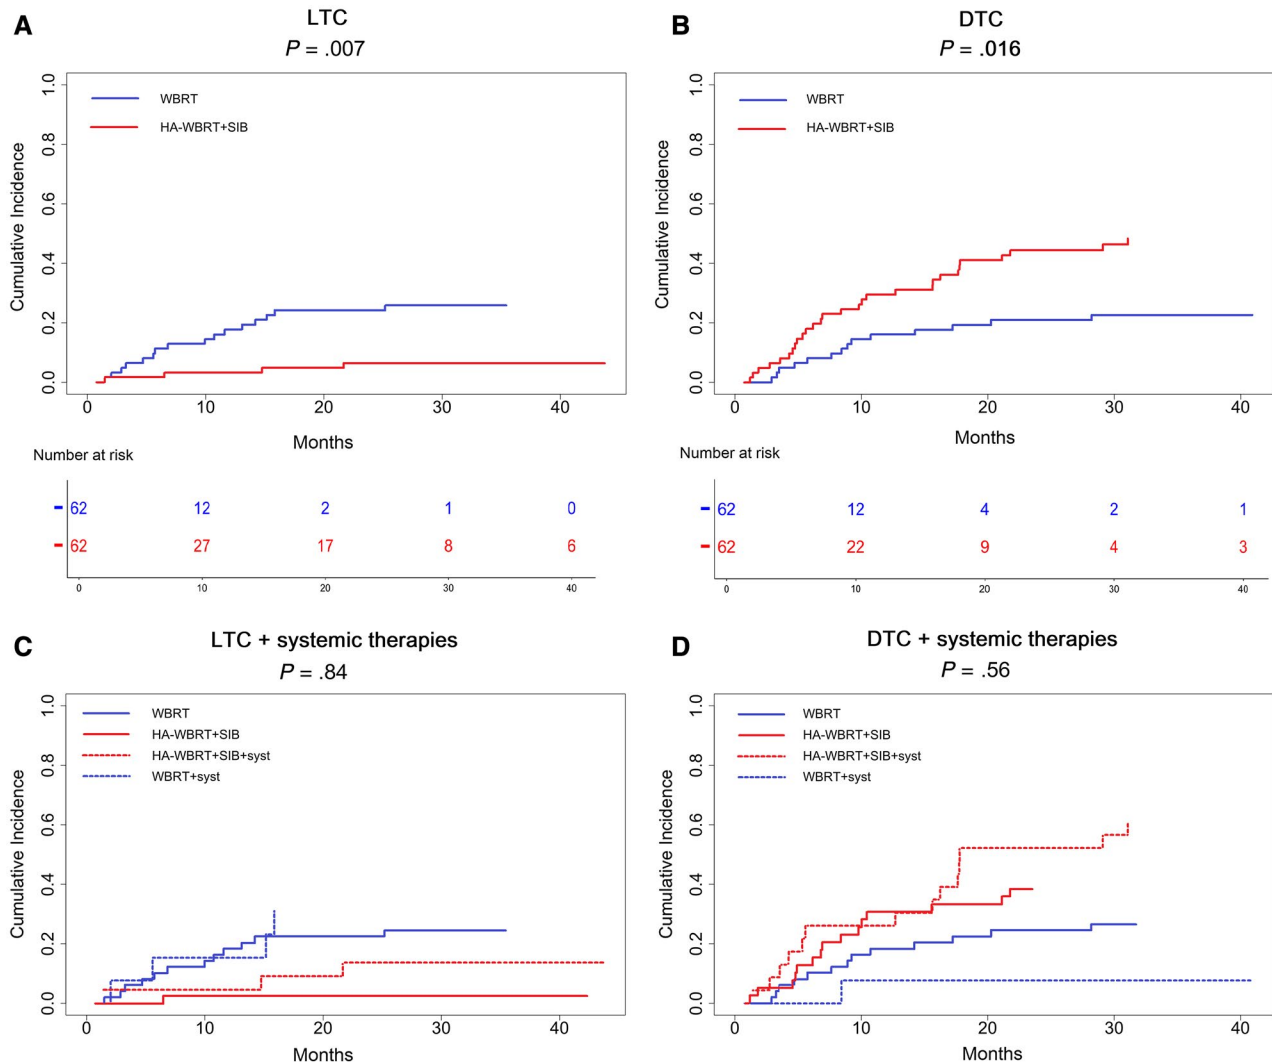 A
LTC
P = .007
WBRT
HA-WBRT+SIB
Cumulative Incidence
1.0
0.8
0.6
0.4
0.2
0.0
0 10 20 30 40
Months
Number at risk
62 12 2 1 0
62 27 17 8 6
0 10 20 30 40
B
DTC
P = .016
WBRT
HA-WBRT+SIB
Cumulative Incidence
1.0
0.8
0.6
0.4
0.2
0.0
0 10 20 30 40
Months
Number at risk
62 12 4 2 1
62 22 9 4 3
0 10 20 30 40
C
LTC + systemic therapies
P = .84
WBRT
HA-WBRT+SIB
HA-WBRT+SIB+syst
WBRT+syst
Cumulative Incidence
1.0
0.8
0.6
0.4
0.2
0.0
0 10 20 30 40
Months
D
DTC + systemic therapies
P = .56
WBRT
HA-WBRT+SIB
HA-WBRT+SIB+syst
WBRT+syst
Cumulative Incidence
1.0
0.8
0.6
0.4
0.2
0.0
0 10 20 30 40
Months